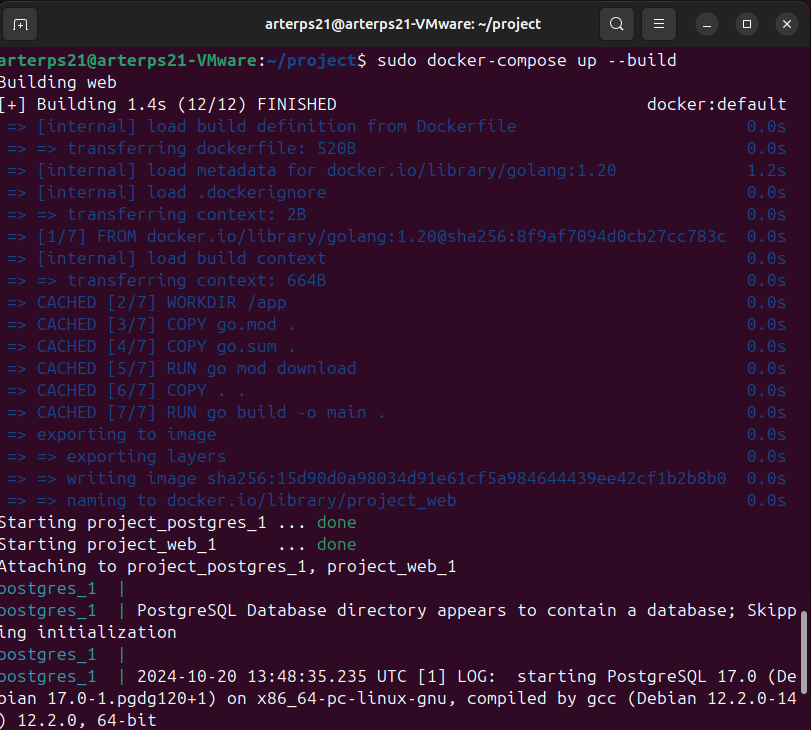 arterps21@arterps21-VMware: ~/project
arterps21@arterps21-VMware:~/project$ sudo docker-compose up --build
Building web
[+] Building 1.4s (12/12) FINISHED docker:default
=> [internal] load build definition from Dockerfile 0.0s
=> => transferring dockerfile: 520B 0.0s
=> [internal] load metadata for docker.io/library/golang:1.20 1.2s
=> [internal] load .dockerignore 0.0s
=> => transferring context: 2B 0.0s
=> [1/7] FROM docker.io/library/golang:1.20@sha256:8f9af7094d0cb27cc783c 0.0s
=> [internal] load build context 0.0s
=> => transferring context: 664B 0.0s
=> CACHED [2/7] WORKDIR /app 0.0s
=> CACHED [3/7] COPY go.mod . 0.0s
=> CACHED [4/7] COPY go.sum . 0.0s
=> CACHED [5/7] RUN go mod download 0.0s
=> CACHED [6/7] COPY . . 0.0s
=> CACHED [7/7] RUN go build -o main . 0.0s
=> exporting to image 0.0s
=> => exporting layers 0.0s
=> => writing image sha256:15d90d0a98034d91e61cf5a984644439ee42cf1b2b8b0 0.0s
=> => naming to docker.io/library/project_web 0.0s
Starting project_postgres_1 ... done
Starting project_web_1 ... done
Attaching to project_postgres_1, project_web_1
postgres_1 |
postgres_1 | PostgreSQL Database directory appears to contain a database; Skipp
ing initialization
postgres_1 |
postgres_1 | 2024-10-20 13:48:35.235 UTC [1] LOG: starting PostgreSQL 17.0 (De
bian 17.0-1.pgdg120+1) on x86_64-pc-linux-gnu, compiled by gcc (Debian 12.2.0-14
) 12.2.0, 64-bit